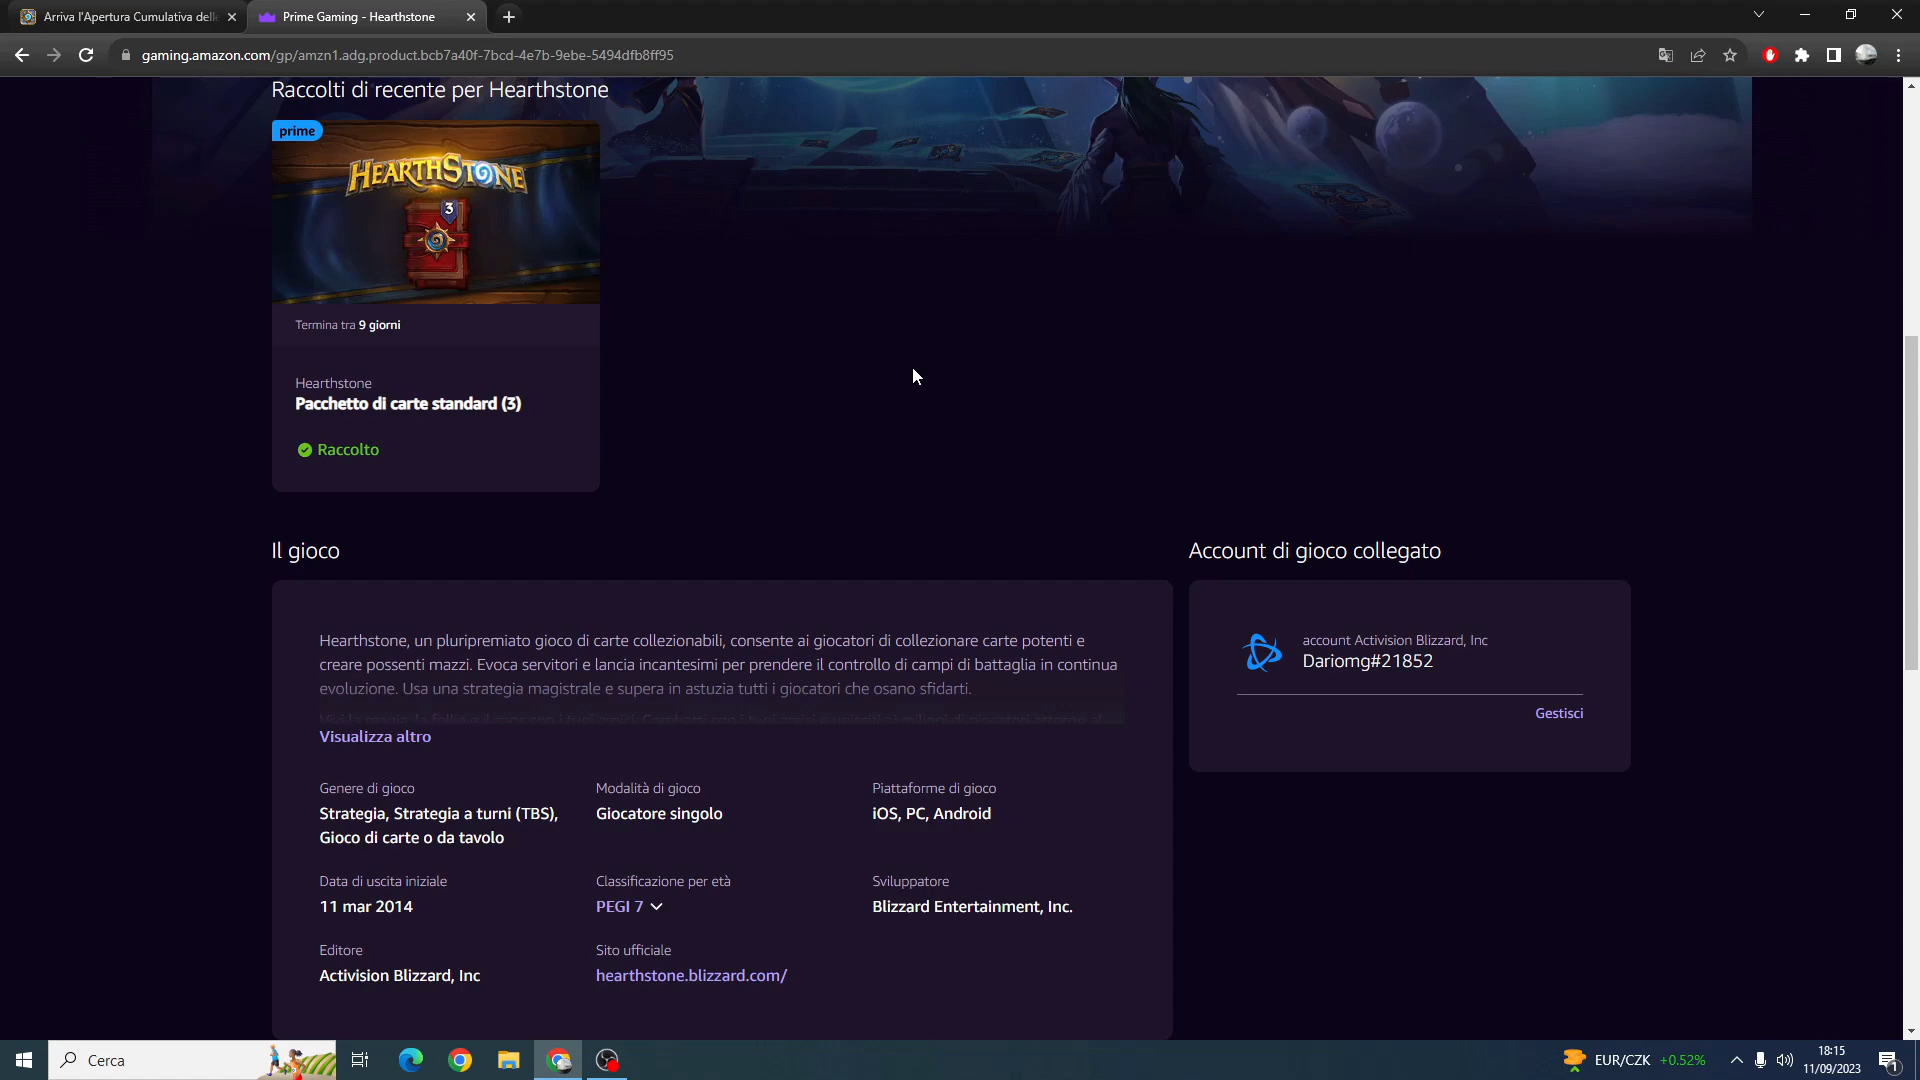 Arriva l'Apertura Cumulativa delle
Prime Gaming - Hearthstone
gaming.amazon.com/gp/amzn1.adg.product.bcb7a40f-7bcd-4e7b-9ebe-5494dfb8ff95
Raccolti di recente per Hearthstone
prime
HEARTHSTONE
3
Termina tra 9 giorni
Hearthstone
Pacchetto di carte standard (3)
Raccolto
Il gioco
Account di gioco collegato
Hearthstone, un pluripremiato gioco di carte collezionabili, consente ai giocatori di collezionare carte potenti e
creare possenti mazzi. Evoca servitori e lancia incantesimi per prendere il controllo di campi di battaglia in continua
evoluzione. Usa una strategia magistrale e supera in astuzia tutti i giocatori che osano sfidarti.
Visualizza altro
account Activision Blizzard, Inc
Dariomg#21852
Gestisci
Genere di gioco
Strategia, Strategia a turni (TBS),
Gioco di carte o da tavolo
Modalità di gioco
Giocatore singolo
Piattaforme di gioco
iOS, PC, Android
Data di uscita iniziale
11 mar 2014
Classificazione per età
PEGI 7
Sviluppatore
Blizzard Entertainment, Inc.
Editore
Activision Blizzard, Inc
Sito ufficiale
hearthstone.blizzard.com/
Cerca
EUR/CZK +0.52%
18:15
11/09/2023
1